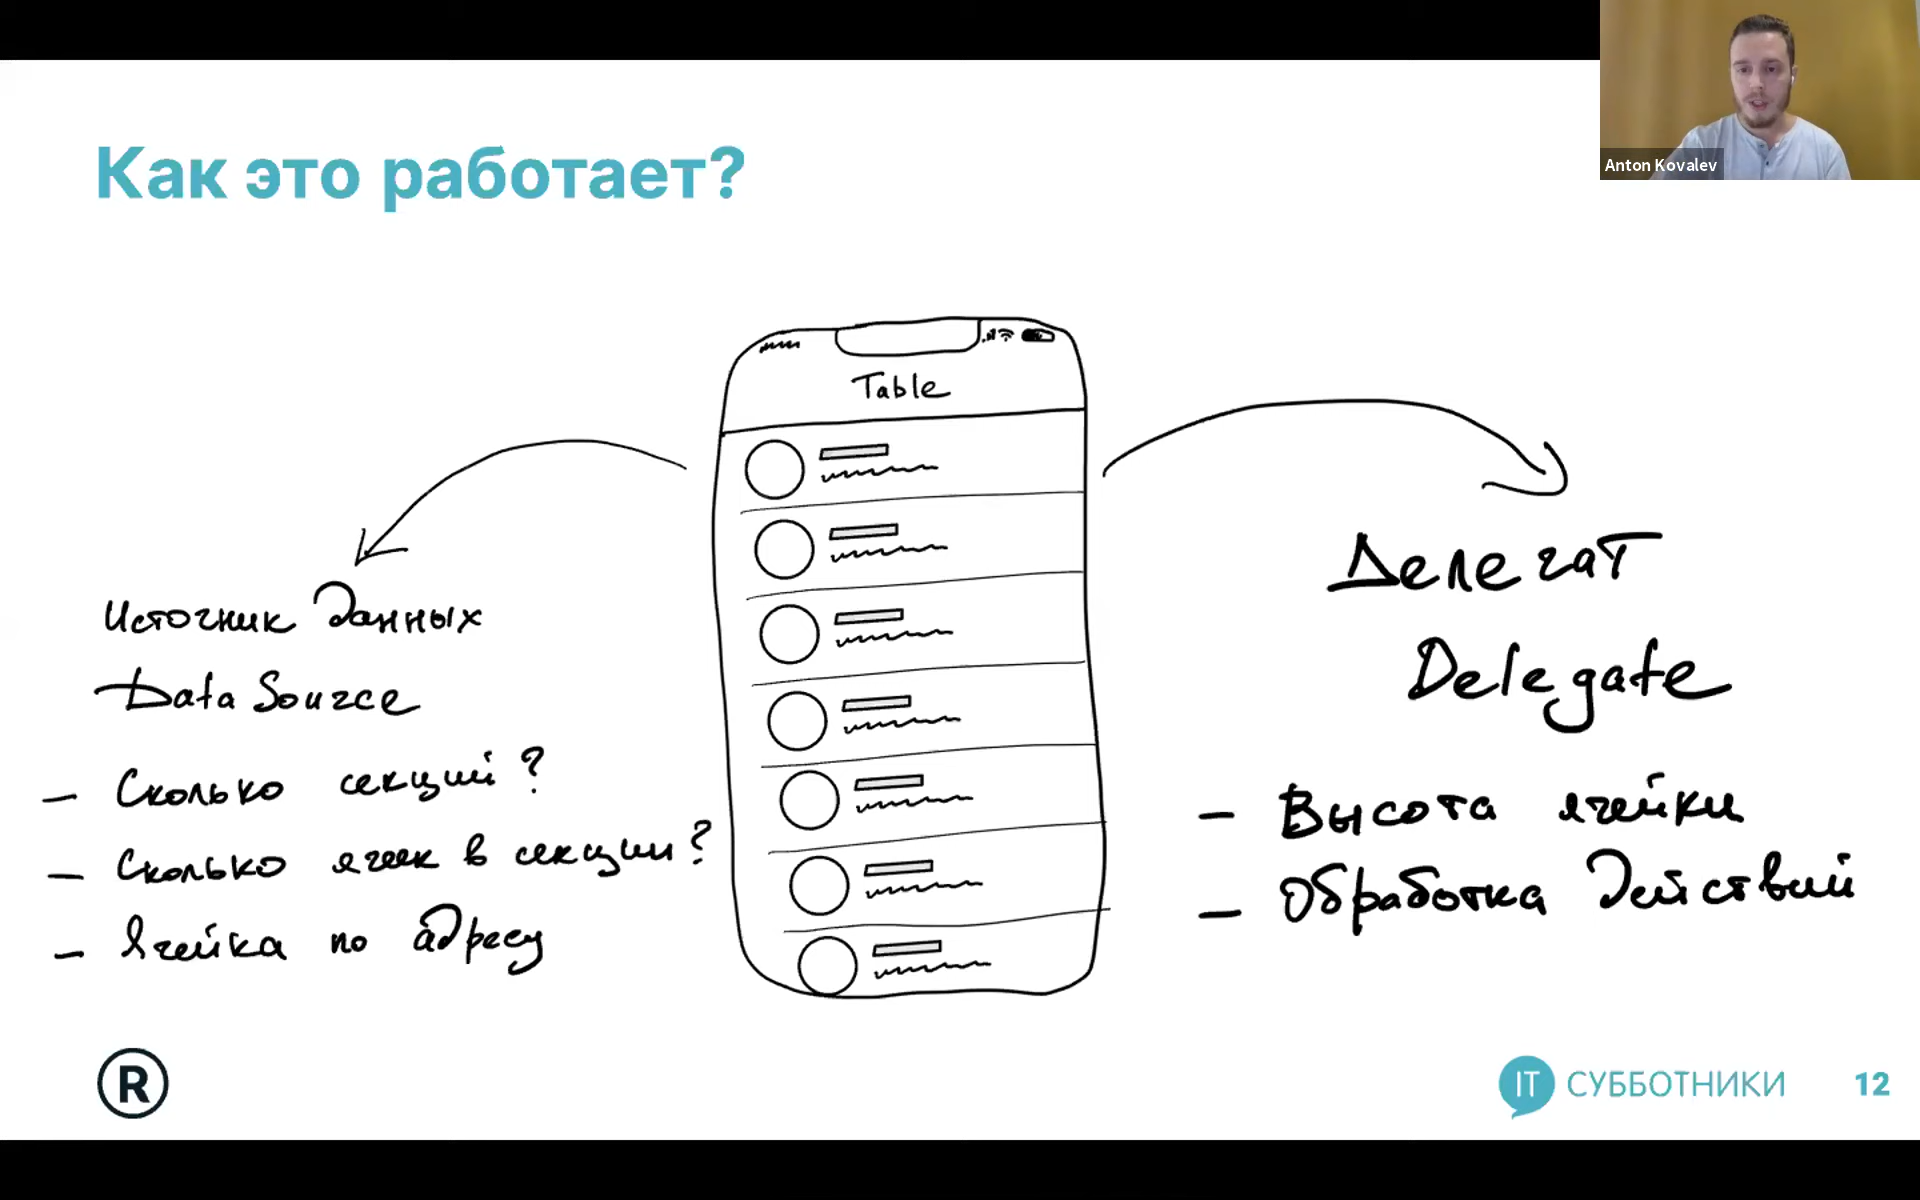 Anton Kovalev
Как это работает?
Table
Источник данных
Data Source
- Сколько секций?
- Сколько ячеек в секции?
- Ячейка по адресу
Делегат
Delegate
- Высота ячейки
- Обработка действий
R
IT СУББОТНИКИ 12